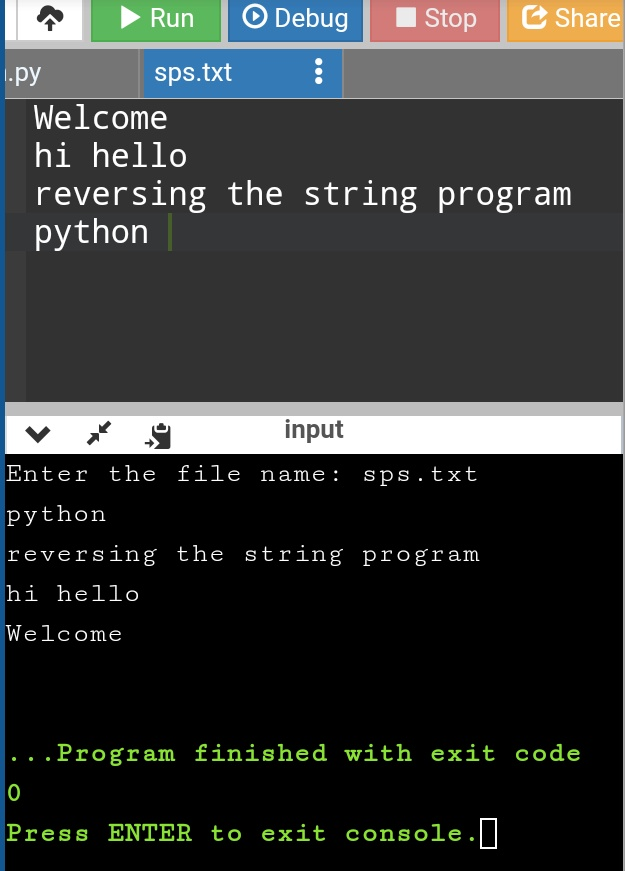 Run Debug Stop Share
.py sps.txt
Welcome
hi hello
reversing the string program
python
input
Enter the file name: sps.txt
python
reversing the string program
hi hello
Welcome
...Program finished with exit code
0
Press ENTER to exit console.